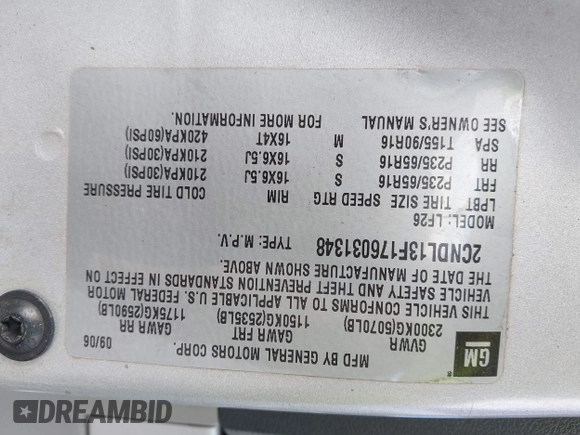 GM
®
MFD BY GENERAL MOTORS CORP. 09/06
GVWR GAWR FRT GAWR RR
2300KG(5070LB) 1150KG(2535LB) 1175KG(2590LB)
THIS VEHICLE CONFORMS TO ALL APPLICABLE U.S. FEDERAL MOTOR
VEHICLE SAFETY AND THEFT PREVENTION STANDARDS IN EFFECT ON
THE DATE OF MANUFACTURE SHOWN ABOVE.
2CNDL13F176031348 TYPE: M.P.V.
MODEL: LF26
LPBT TIRE SIZE SPEED RTG RIM COLD TIRE PRESSURE
FRT P235/65R16 S 16X6.5J 210KPA(30PSI)
RR P235/65R16 S 16X6.5J 210KPA(30PSI)
SPA T155/90R16 M 16X4T 420KPA(60PSI)
SEE OWNER'S MANUAL FOR MORE INFORMATION.
DREAMBID